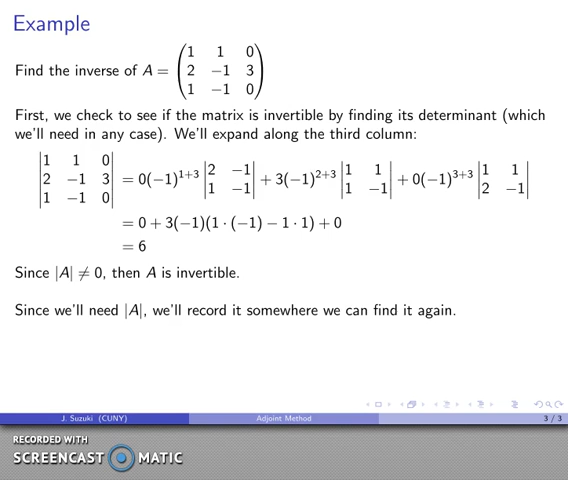 Example
Find the inverse of A = ( 1 1 0
2 −1 3
1 −1 0 )
First, we check to see if the matrix is invertible by finding its determinant (which
we'll need in any case). We'll expand along the third column:
|1 1 0; 2 −1 3; 1 −1 0| = 0(−1)^{1+3} |2 −1; 1 −1| + 3(−1)^{2+3} |1 1; 1 −1| + 0(−1)^{3+3} |1 1; 2 −1|
= 0 + 3(−1)(1 · (−1) − 1 · 1) + 0
= 6
Since |A| ≠ 0, then A is invertible.
Since we'll need |A|, we'll record it somewhere we can find it again.
J. Suzuki (CUNY) Adjoint Method 3 / 3
RECORDED WITH
SCREENCAST MATIC